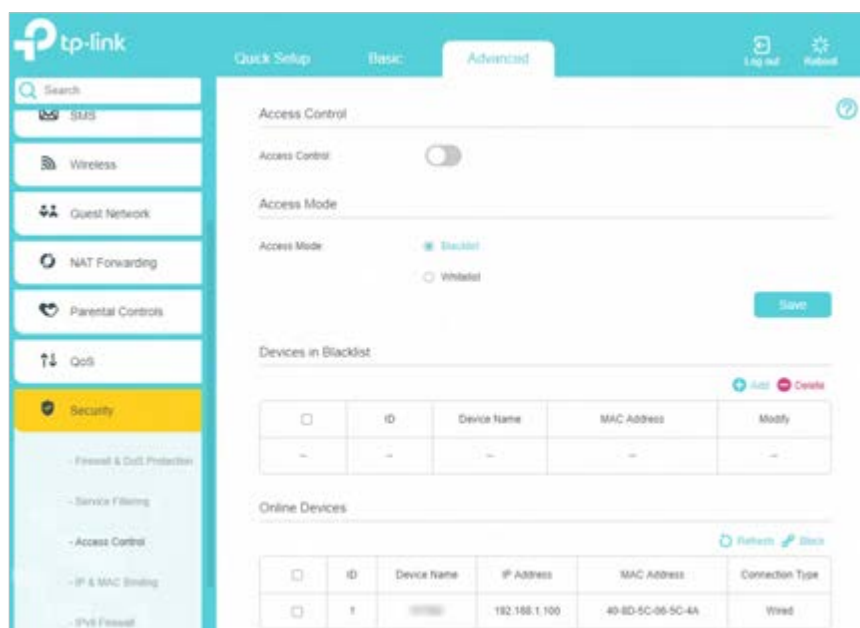 tp-link
Quick Setup Basic Advanced Log out Reboot
Search
SMS
Wireless
Guest Network
NAT Forwarding
Parental Controls
QoS
Security
- Firewall & DoS Protection
- Service Filtering
- Access Control
- IP & MAC Binding
- IPv6 Firewall
Access Control
Access Control:
Access Mode
Access Mode:
Blacklist
Whitelist
Save
Devices in Blacklist
Add Delete
ID Device Name MAC Address Modify
-- -- -- -- --
Online Devices
Refresh Block
ID Device Name IP Address MAC Address Connection Type
1 192.168.1.100 40-8D-5C-06-5C-4A Wired